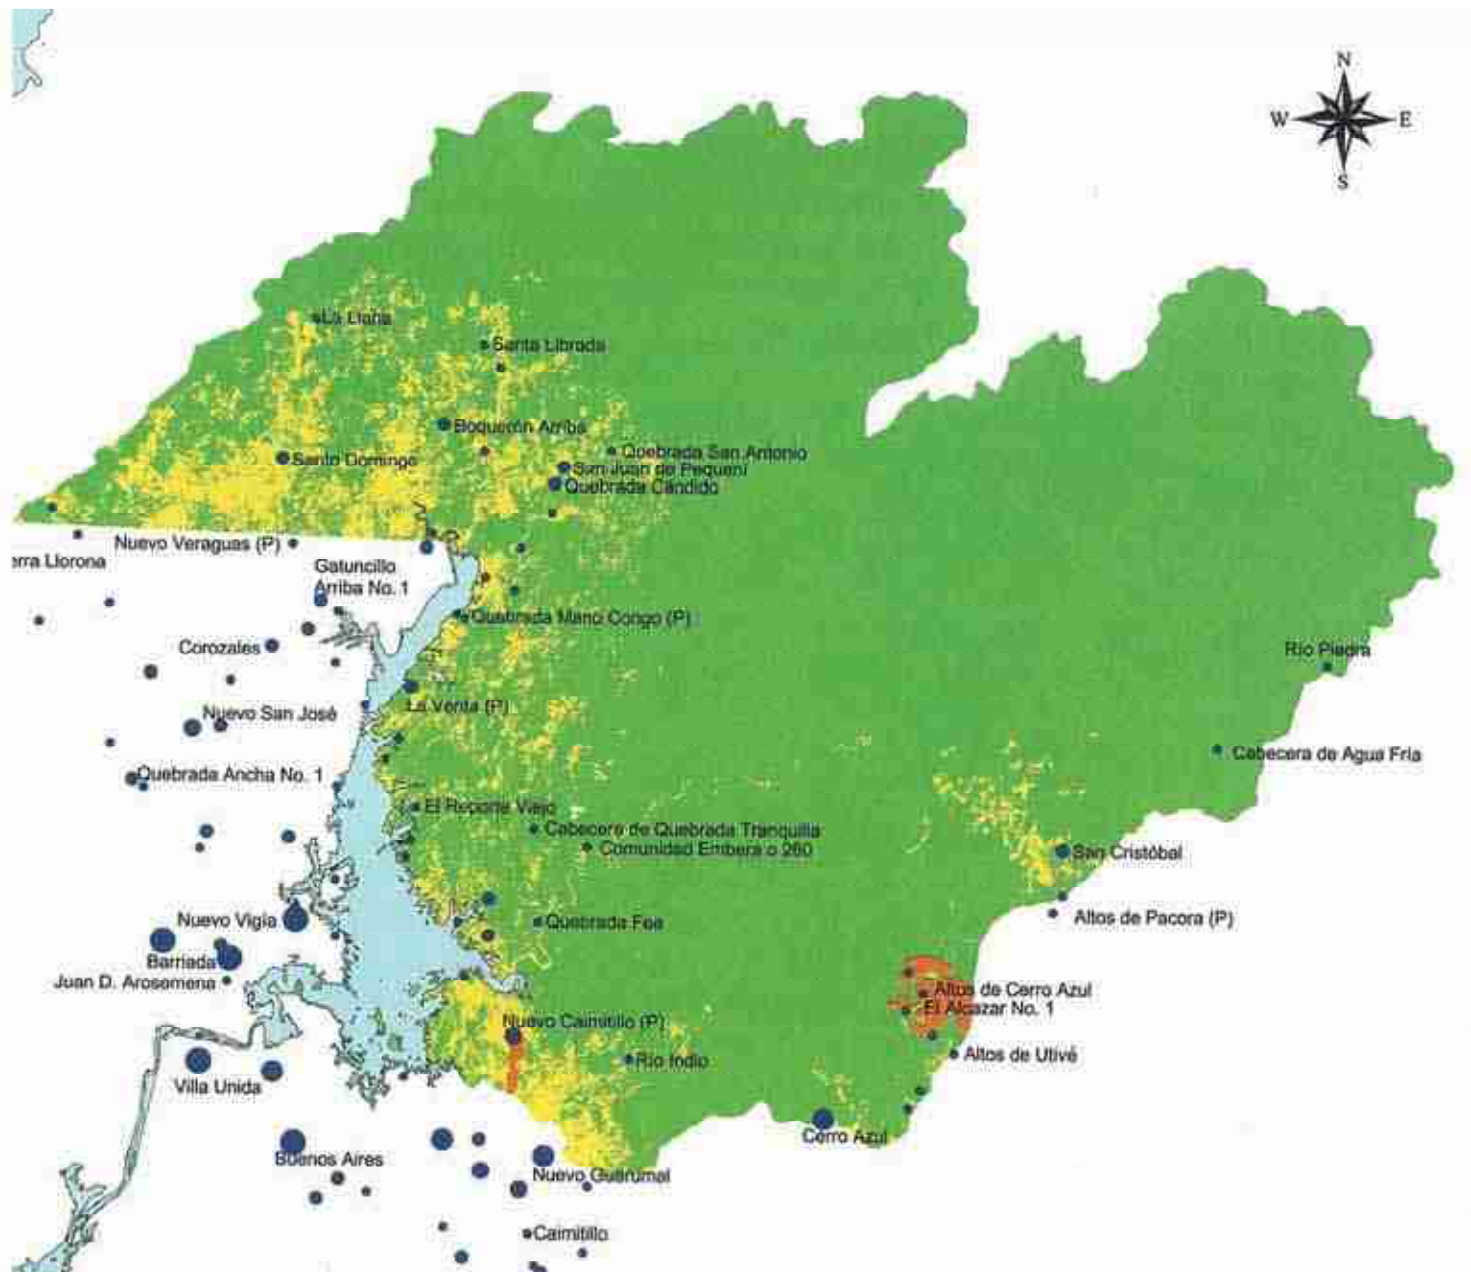 N
W E
S
La Llana
Santa Librada
Boquerón Arriba
Quebrada San Antonio
Santo Domingo
San Juan de Pequení
Quebrada Cándido
Nuevo Veraguas (P)
erra Llorona
Gatuncillo
Arriba No. 1
Quebrada Mano Congo (P)
Corozales
Río Piedra
La Venta (P)
Nuevo San José
Cabecera de Agua Fría
Quebrada Ancha No. 1
El Reporte Viejo
Cabecera de Quebrada Tranquilla
Comunidad Embera o 260
San Cristóbal
Nuevo Vigía
Quebrada Fea
Altos de Pacora (P)
Barriada
Juan D. Arosemena
Altos de Cerro Azul
El Alcazar No. 1
Nuevo Caimitillo (P)
Altos de Utivé
Río Indio
Villa Unida
Cerro Azul
Buenos Aires
Nuevo Guarumal
Caimitillo